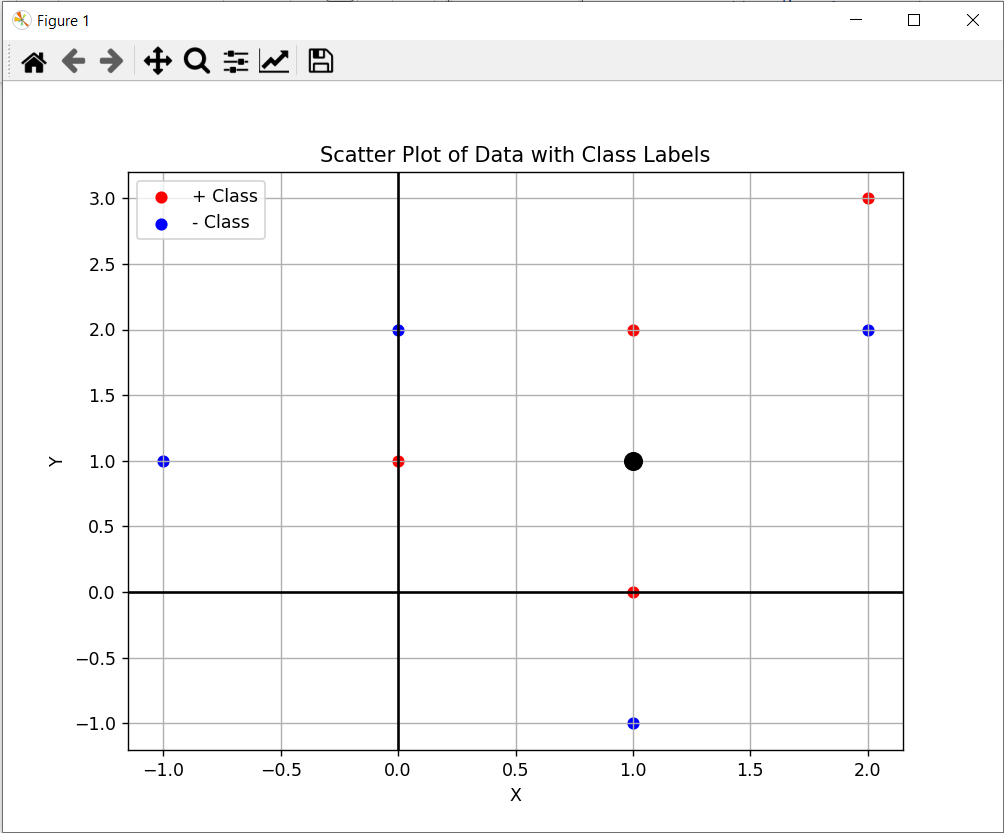 Figure 1
Scatter Plot of Data with Class Labels
+ Class
- Class
3.0
2.5
2.0
1.5
1.0
0.5
0.0
−0.5
−1.0
Y
−1.0 −0.5 0.0 0.5 1.0 1.5 2.0
X